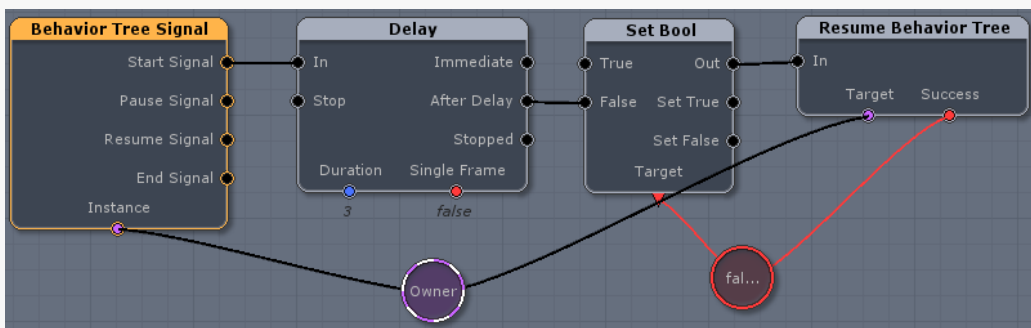 Behavior Tree Signal
Start Signal
Pause Signal
Resume Signal
End Signal
Instance
Delay
In Immediate
Stop After Delay
Stopped
Duration Single Frame
3 false
Set Bool
True Out
False Set True
Set False
Target
Resume Behavior Tree
In
Target Success
Owner
fal...